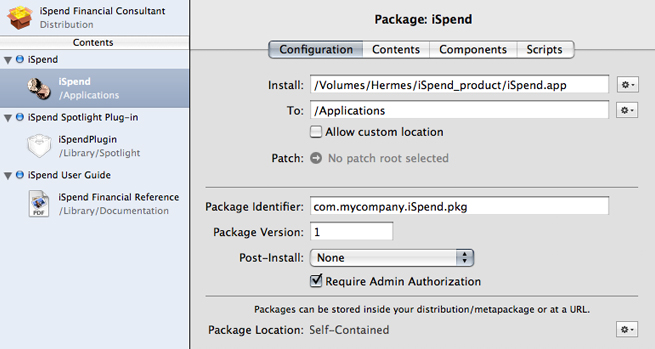 iSpend Financial Consultant
Distribution
Contents
iSpend
iSpend
/Applications
iSpend Spotlight Plug-in
iSpendPlugin
/Library/Spotlight
iSpend User Guide
PDF
iSpend Financial Reference
/Library/Documentation
Package: iSpend
Configuration Contents Components Scripts
Install: /Volumes/Hermes/iSpend_product/iSpend.app
To: /Applications
Allow custom location
Patch: No patch root selected
Package Identifier: com.mycompany.iSpend.pkg
Package Version: 1
Post-Install: None
Require Admin Authorization
Packages can be stored inside your distribution/metapackage or at a URL.
Package Location: Self-Contained